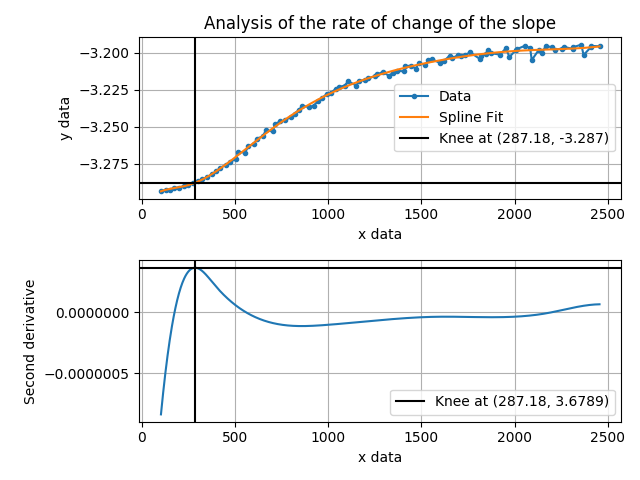 Analysis of the rate of change of the slope
y data
−3.200
−3.225
−3.250
−3.275
Data
Spline Fit
Knee at (287.18, -3.287)
0
500
1000
1500
2000
2500
x data
Second derivative
0.0000000
−0.0000005
Knee at (287.18, 3.6789)
0
500
1000
1500
2000
2500
x data